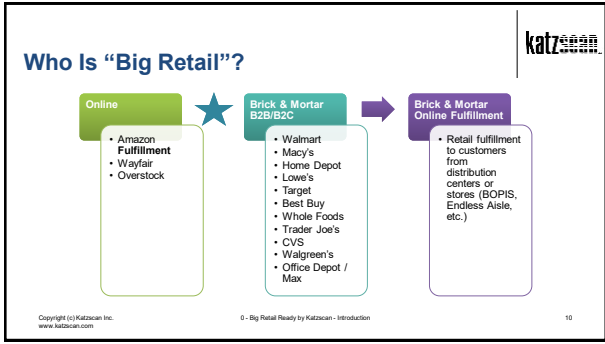 katzscan.
Who Is “Big Retail”?
Online
• Amazon
Fulfillment
• Wayfair
• Overstock
Brick & Mortar
B2B/B2C
• Walmart
• Macy’s
• Home Depot
• Lowe’s
• Target
• Best Buy
• Whole Foods
• Trader Joe’s
• CVS
• Walgreen’s
• Office Depot /
Max
Brick & Mortar
Online Fulfillment
• Retail fulfillment
to customers
from
distribution
centers or
stores (BOPIS,
Endless Aisle,
etc.)
Copyright (c) Katzscan Inc.
www.katzscan.com
0 - Big Retail Ready by Katzscan - Introduction
10